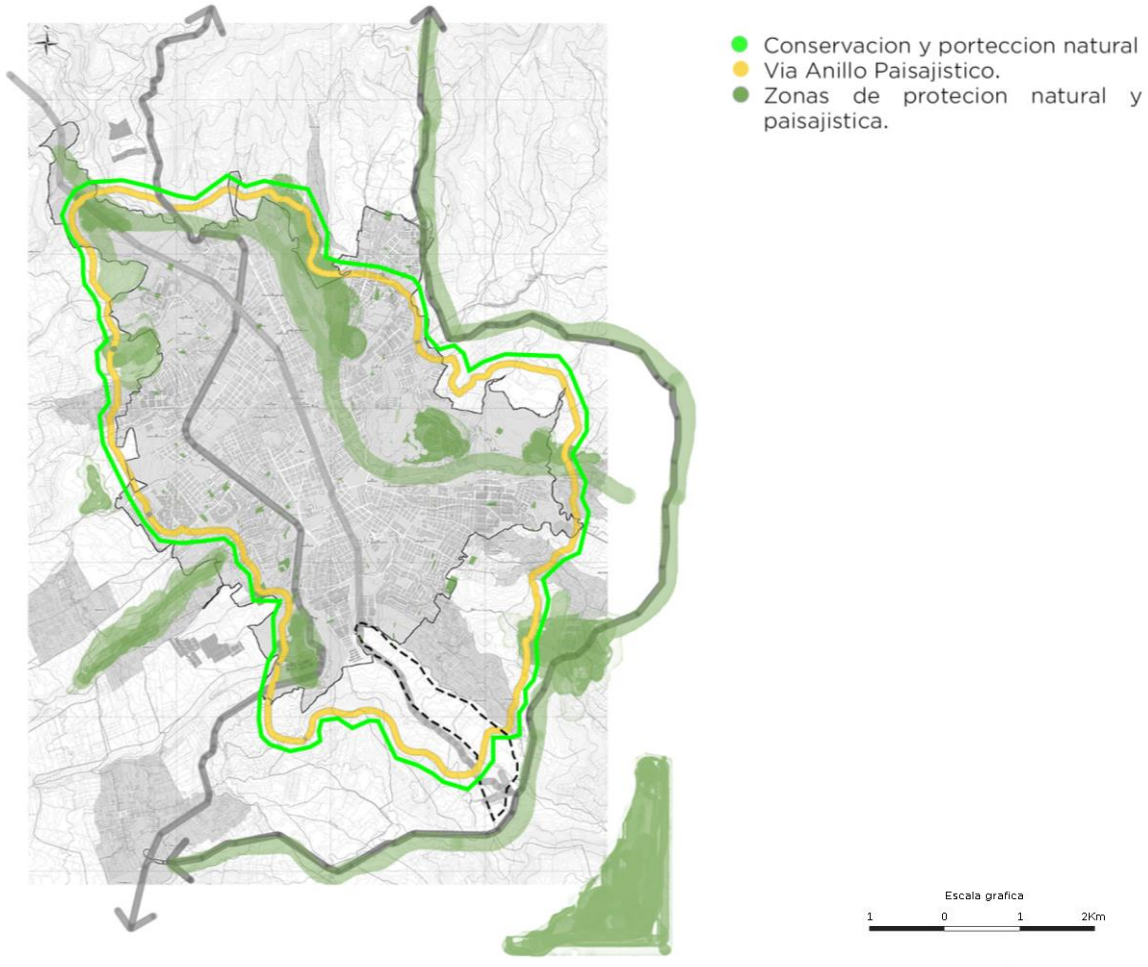 Conservacion y porteccion natural
Via Anillo Paisajistico.
Zonas de protecion natural y
paisajistica.
Escala grafica
1 0 1 2Km